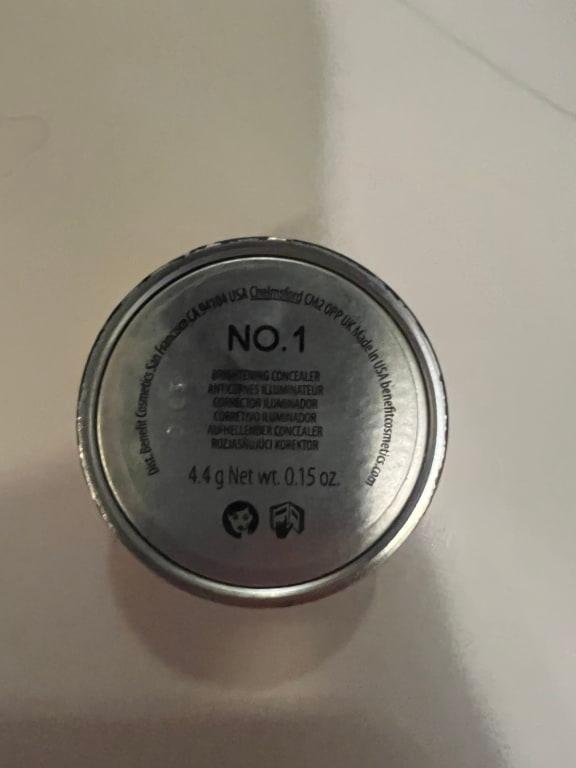 Dist. Benefit Cosmetics San Francisco CA 94104 USA Chelmsford CM2 0PP UK Made in USA benefitcosmetics.com
NO.1
BRIGHTENING CONCEALER
ANTICERNES ILLUMINATEUR
CORRECTOR ILUMINADOR
CORRETIVO ILUMINADOR
AUFHELLENDER CONCEALER
ROZJASŇUJÚCI KOREKTOR
4.4 g Net wt. 0.15 oz.